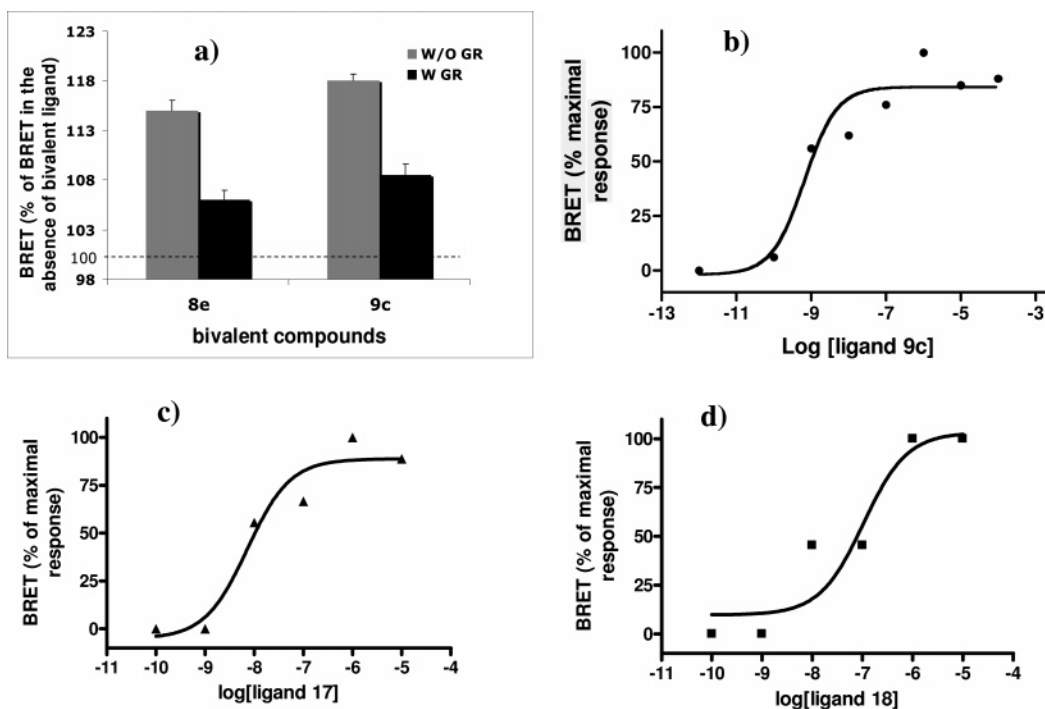 a)
123
118
113
108
103
100
98
BRET (% of BRET in the
absence of bivalent ligand)
W/O GR
W GR
8e
9c
bivalent compounds
b)
100
75
50
25
0
BRET (% maximal
response)
-13
-11
-9
-7
-5
-3
Log [ligand 9c]
c)
100
75
50
25
0
BRET (% of maximal
response)
-11
-10
-9
-8
-7
-6
-5
-4
log[ligand 17]
d)
100
75
50
25
0
BRET (% of maximal
response)
-11
-10
-9
-8
-7
-6
-5
-4
log[ligand 18]